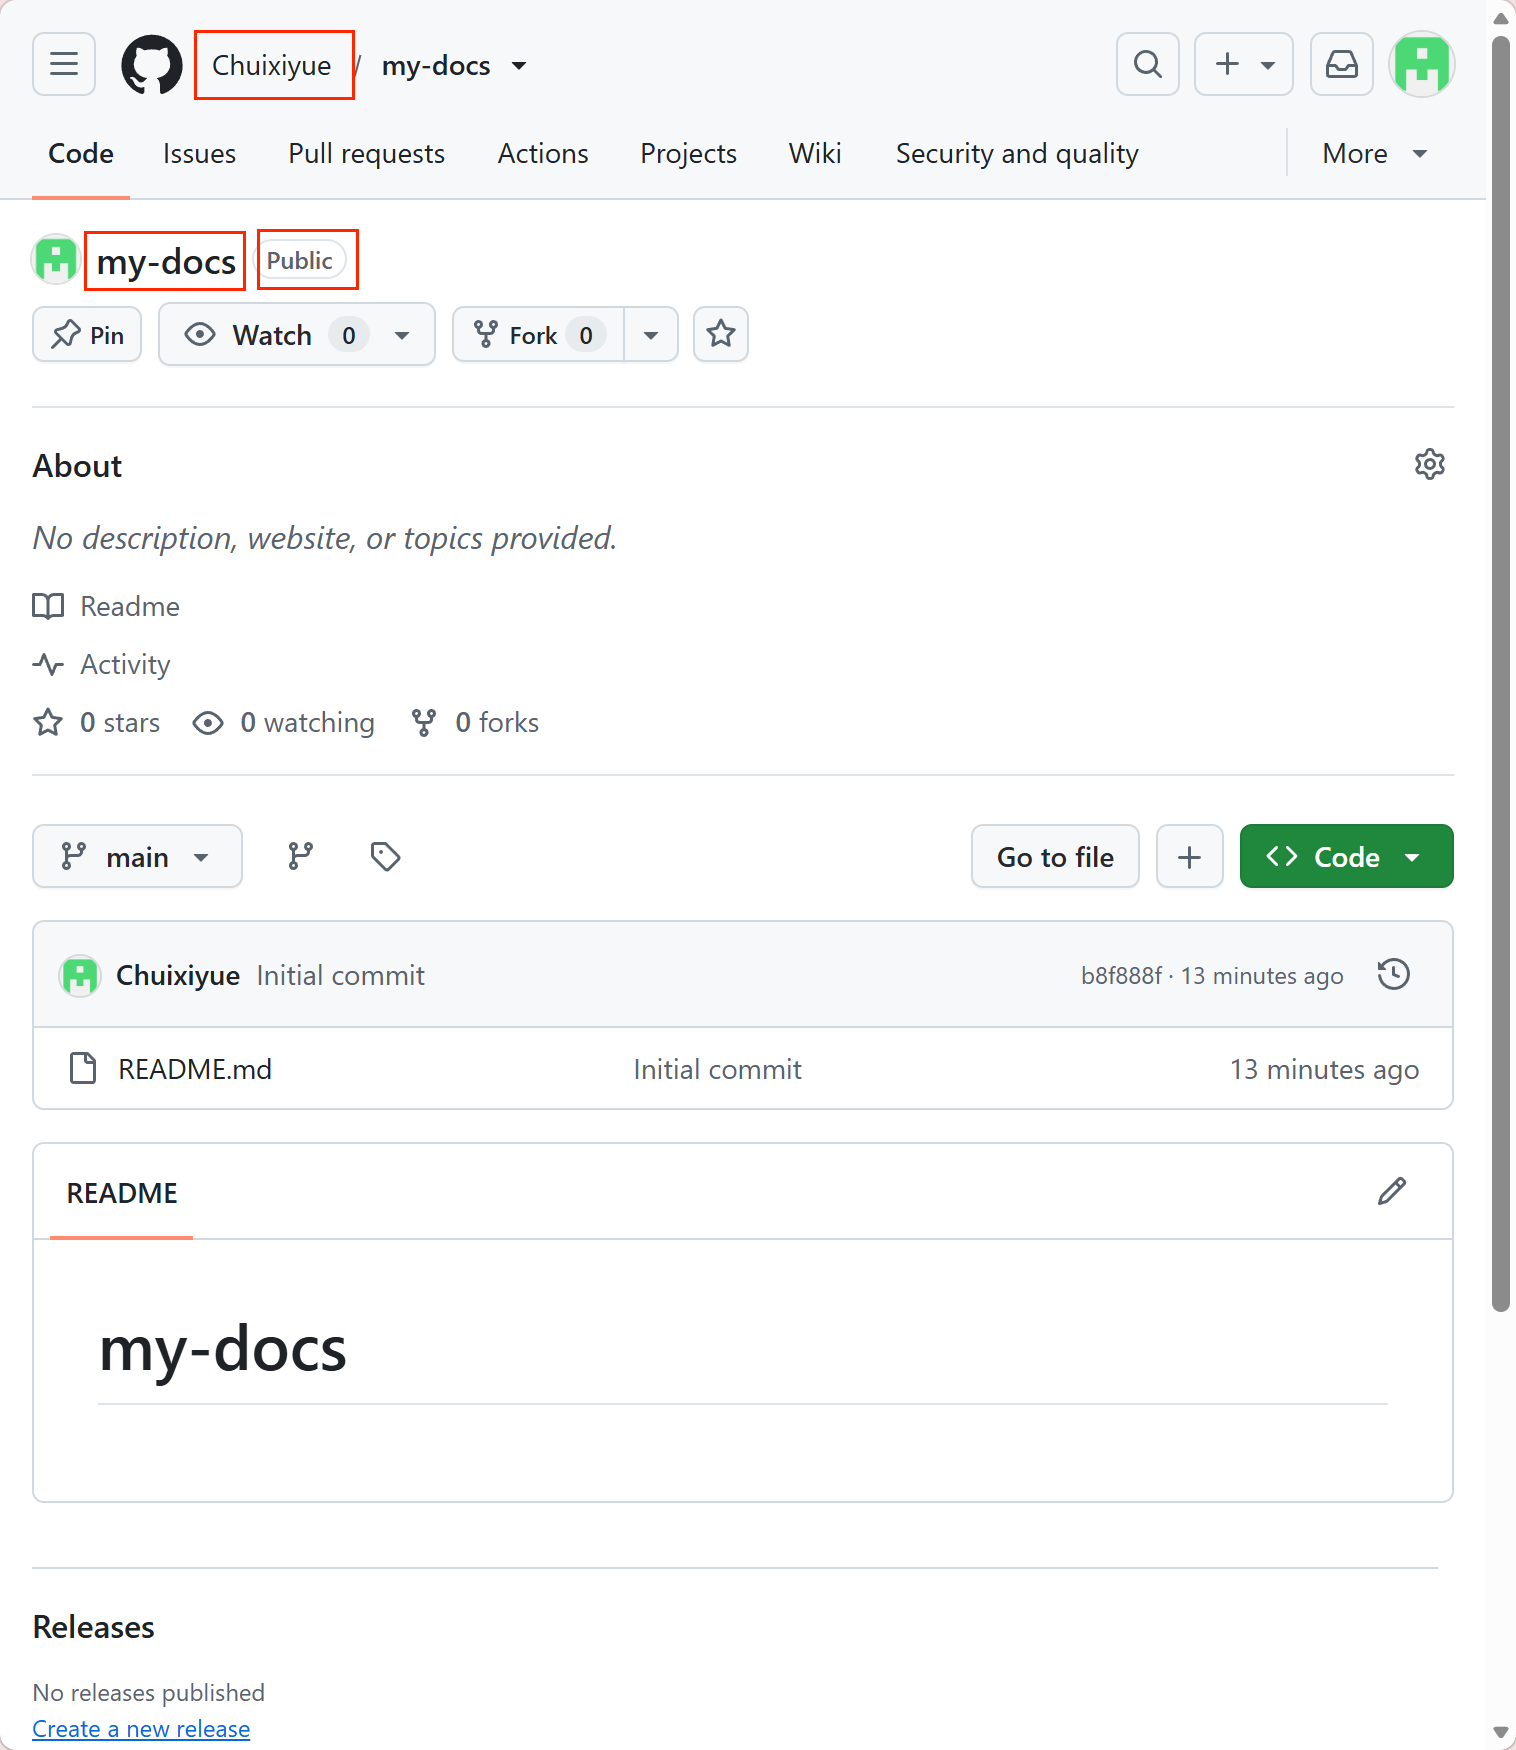 Chuixiyue / my-docs
Code Issues Pull requests Actions Projects Wiki Security and quality More
my-docs Public
Pin Watch 0 Fork 0
About
No description, website, or topics provided.
Readme
Activity
0 stars 0 watching 0 forks
main Go to file Code
Chuixiyue Initial commit b8f888f · 13 minutes ago
README.md Initial commit 13 minutes ago
README
my-docs
Releases
No releases published
Create a new release